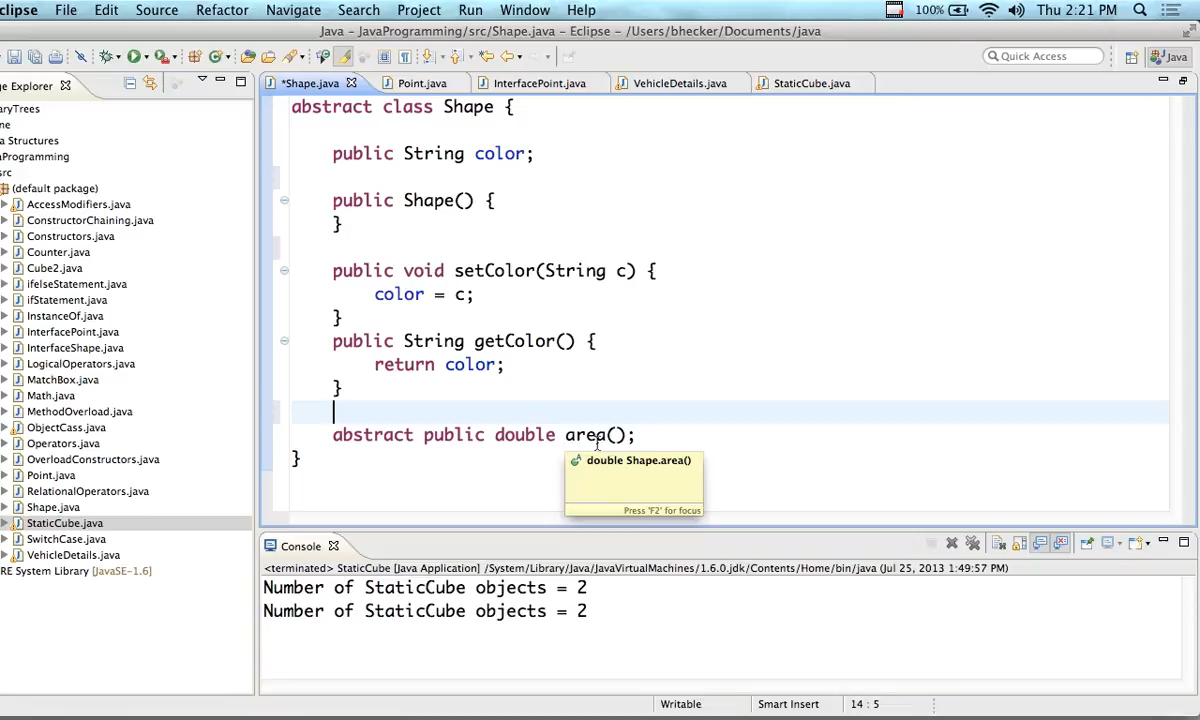 clipse File Edit Source Refactor Navigate Search Project Run Window Help 100% Thu 2:21 PM
Java - JavaProgramming/src/Shape.java - Eclipse - /Users/bhecker/Documents/java
Quick Access Java
ge Explorer
*Shape.java Point.java InterfacePoint.java VehicleDetails.java StaticCube.java
aryTrees
ne
a Structures
aProgramming
src
(default package)
AccessModifiers.java
ConstructorChaining.java
Constructors.java
Counter.java
Cube2.java
ifelseStatement.java
ifStatement.java
InstanceOf.java
InterfacePoint.java
InterfaceShape.java
LogicalOperators.java
MatchBox.java
Math.java
MethodOverload.java
ObjectCass.java
Operators.java
OverloadConstructors.java
Point.java
RelationalOperators.java
Shape.java
StaticCube.java
SwitchCase.java
VehicleDetails.java
RE System Library [JavaSE-1.6]
abstract class Shape {
public String color;
public Shape() {
}
public void setColor(String c) {
color = c;
}
public String getColor() {
return color;
}
abstract public double area();
}
double Shape.area()
Press 'F2' for focus
Console
<terminated> StaticCube [Java Application] /System/Library/Java/JavaVirtualMachines/1.6.0.jdk/Contents/Home/bin/java (Jul 25, 2013 1:49:57 PM)
Number of StaticCube objects = 2
Number of StaticCube objects = 2
Writable Smart Insert 14 : 5